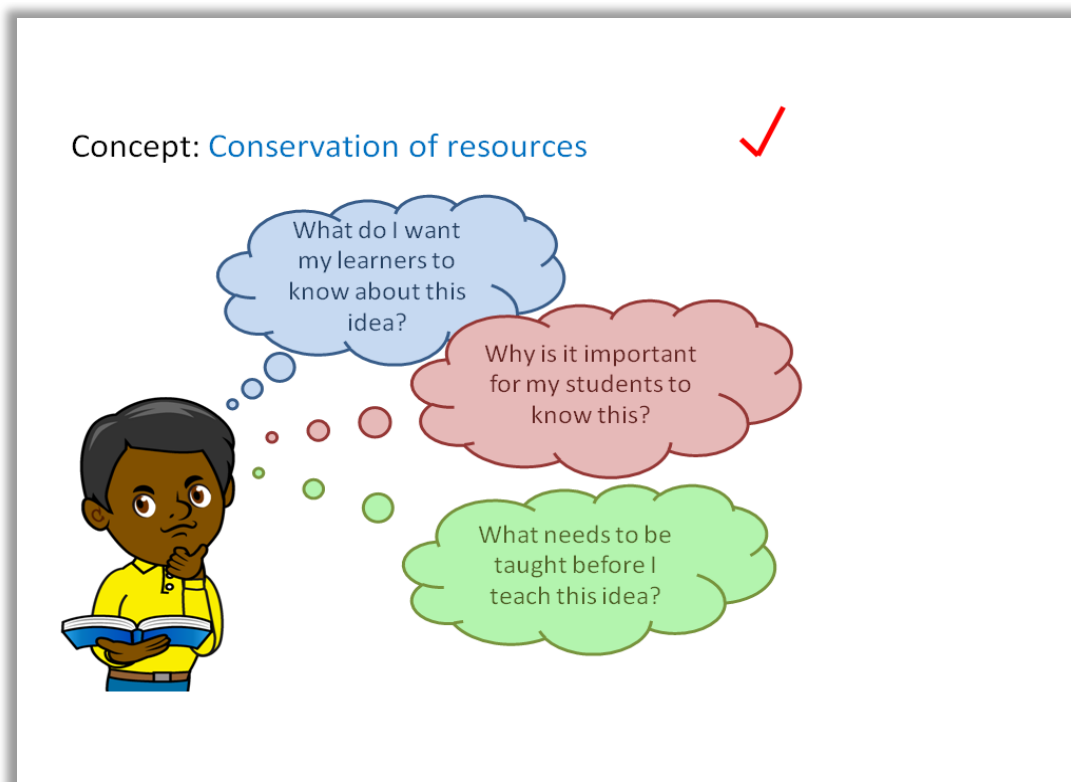 Concept: Conservation of resources
What do I want
my learners to
know about this
idea?
Why is it important
for my students to
know this?
What needs to be
taught before I
teach this idea?